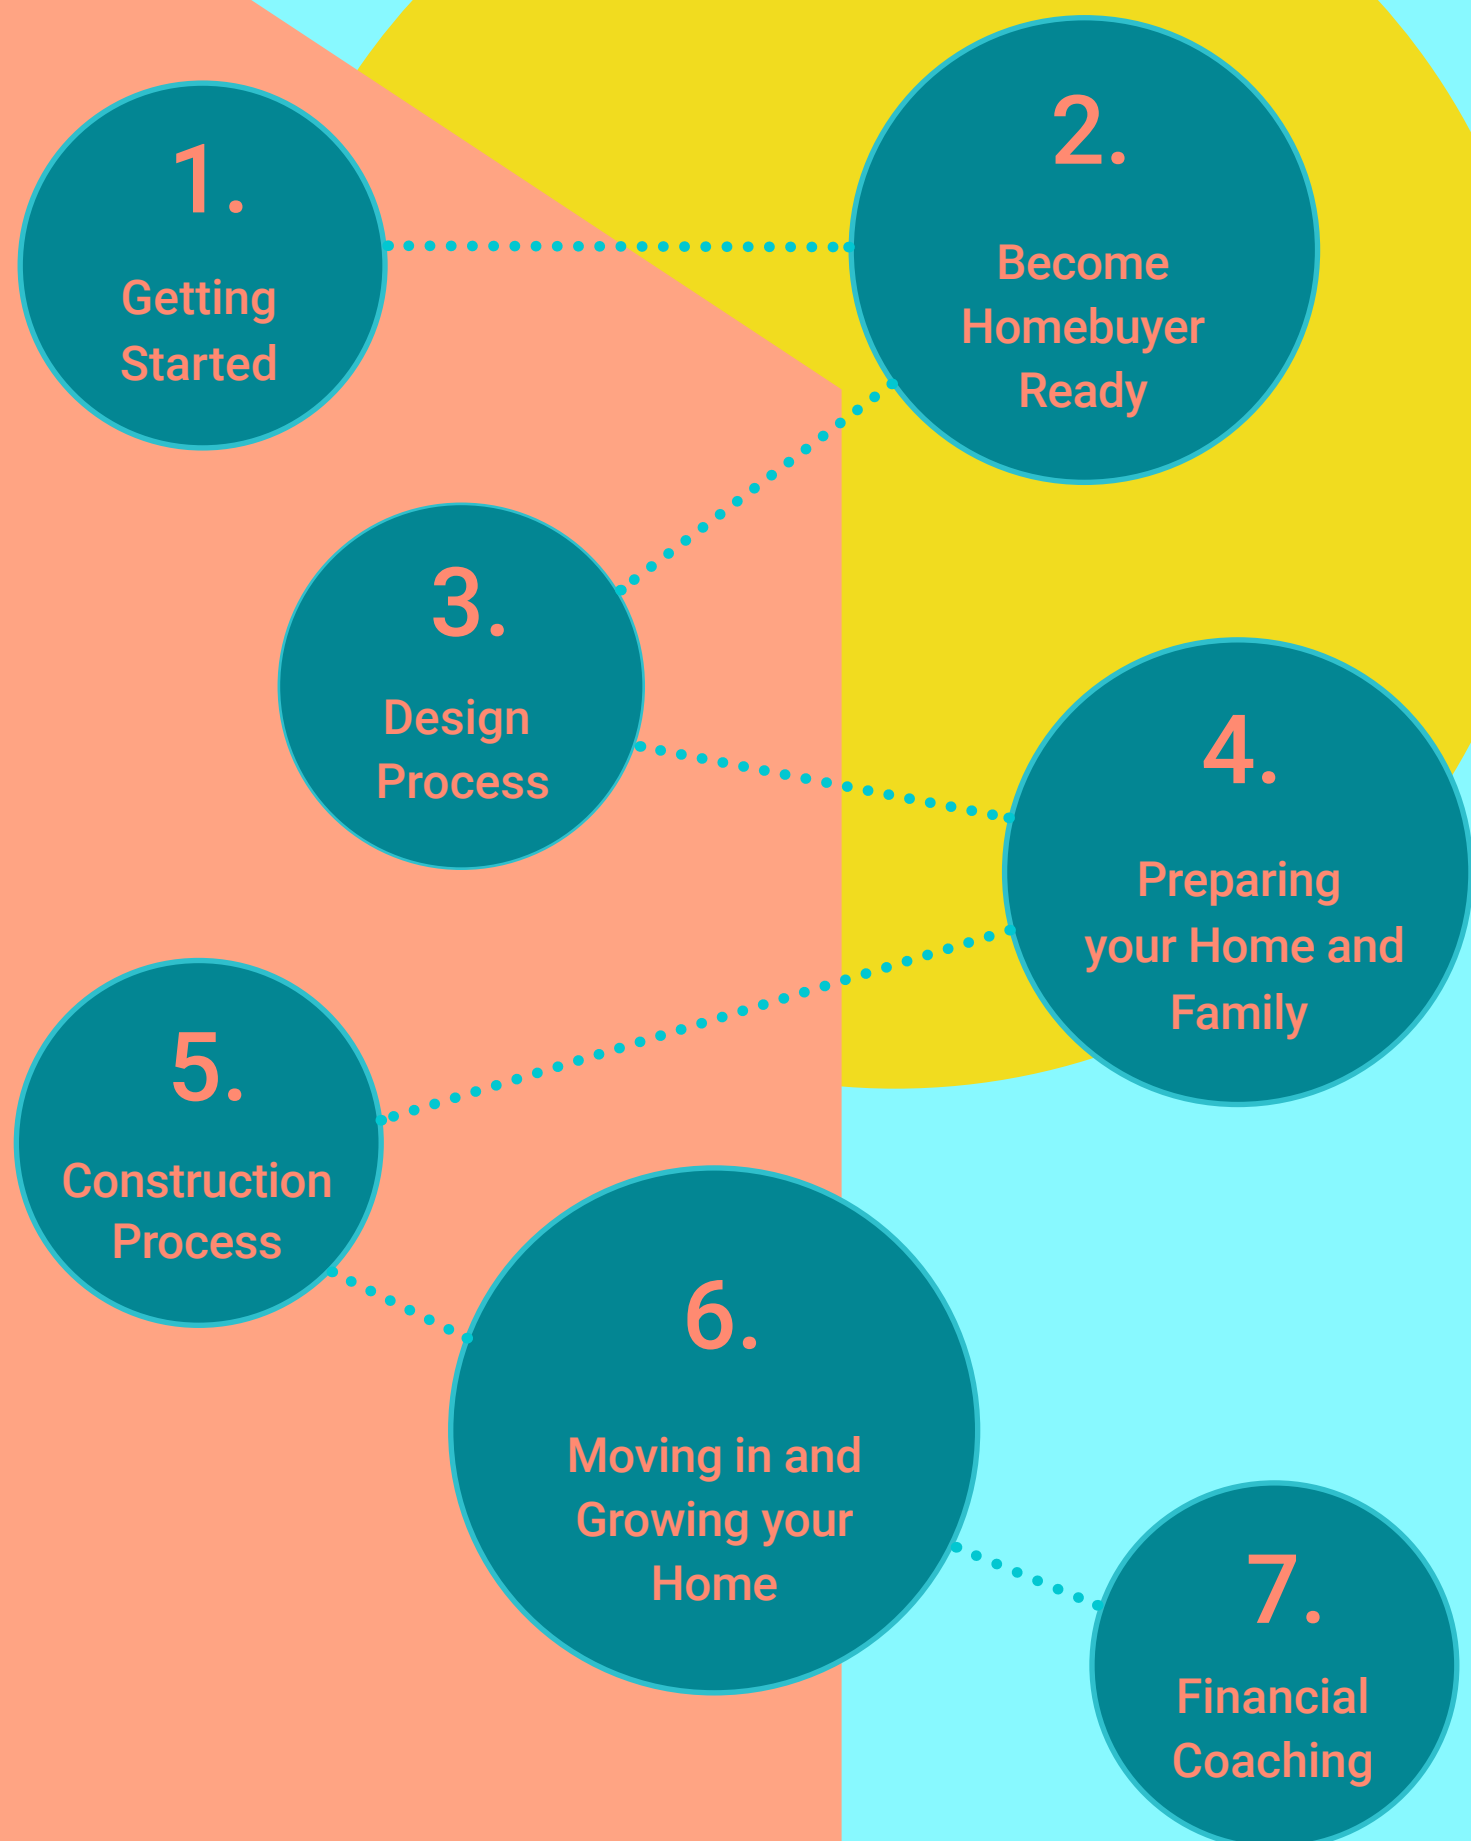 1.
Getting
Started
2.
Become
Homebuyer
Ready
3.
Design
Process
4.
Preparing
your Home and
Family
5.
Construction
Process
6.
Moving in and
Growing your
Home
7.
Financial
Coaching